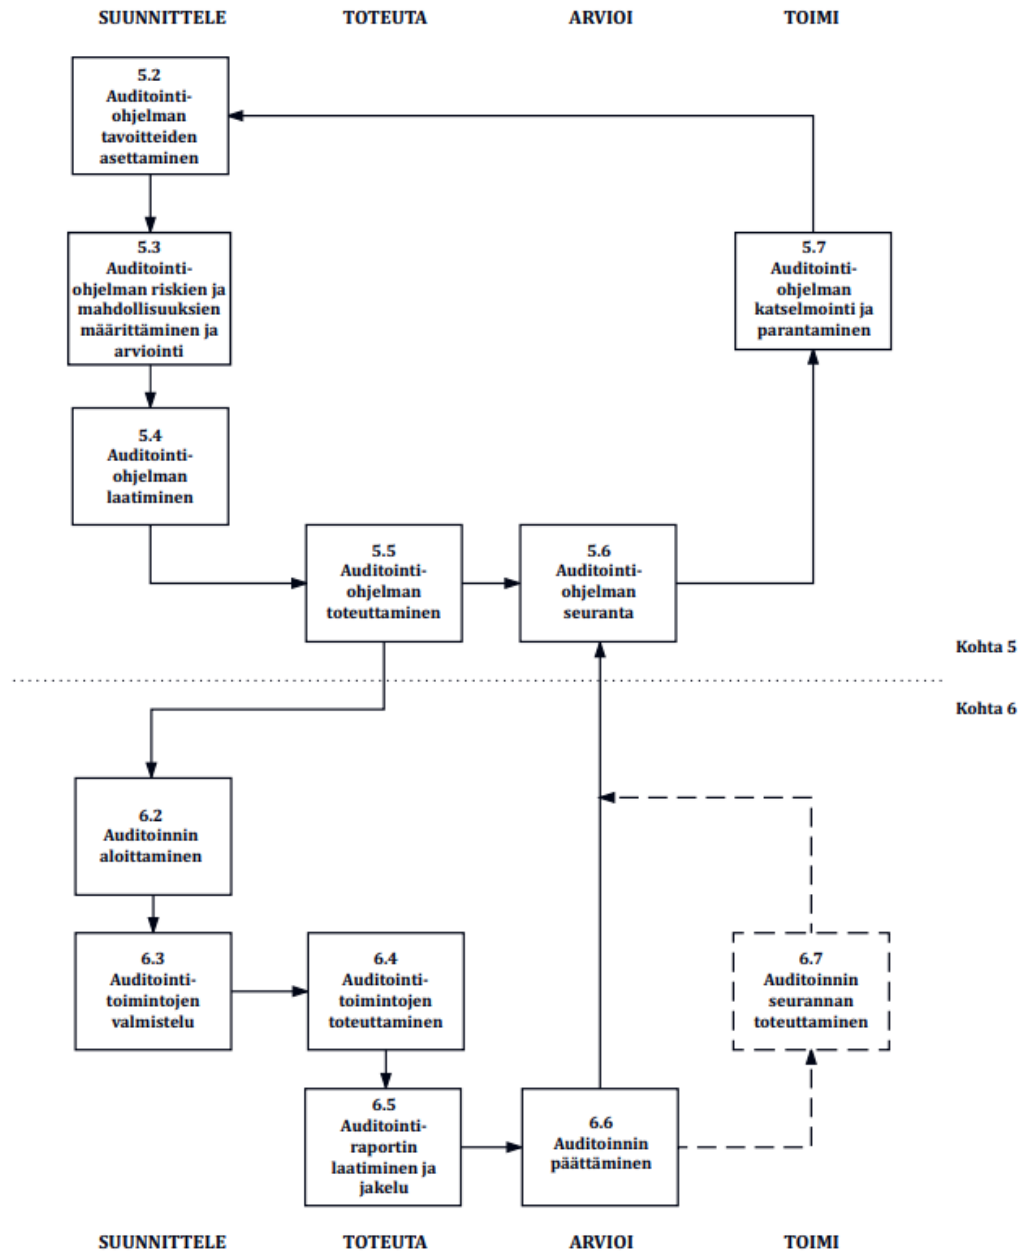 SUUNNITTELE TOTEUTA ARVIOI TOIMI
5.2
Auditointi-
ohjelman
tavoitteiden
asettaminen
5.3
Auditointi-
ohjelman riskien ja
mahdollisuuksien
määrittäminen ja
arviointi
5.7
Auditointi-
ohjelman
katselmointi ja
parantaminen
5.4
Auditointi-
ohjelman
laatiminen
5.5
Auditointi-
ohjelman
toteuttaminen
5.6
Auditointi-
ohjelman
seuranta
Kohta 5
Kohta 6
6.2
Auditoinnin
aloittaminen
6.3
Auditointi-
toimintojen
valmistelu
6.4
Auditointi-
toimintojen
toteuttaminen
6.7
Auditoinnin
seurannan
toteuttaminen
6.5
Auditointi-
raportin
laatiminen ja
jakelu
6.6
Auditoinnin
päättäminen
SUUNNITTELE TOTEUTA ARVIOI TOIMI